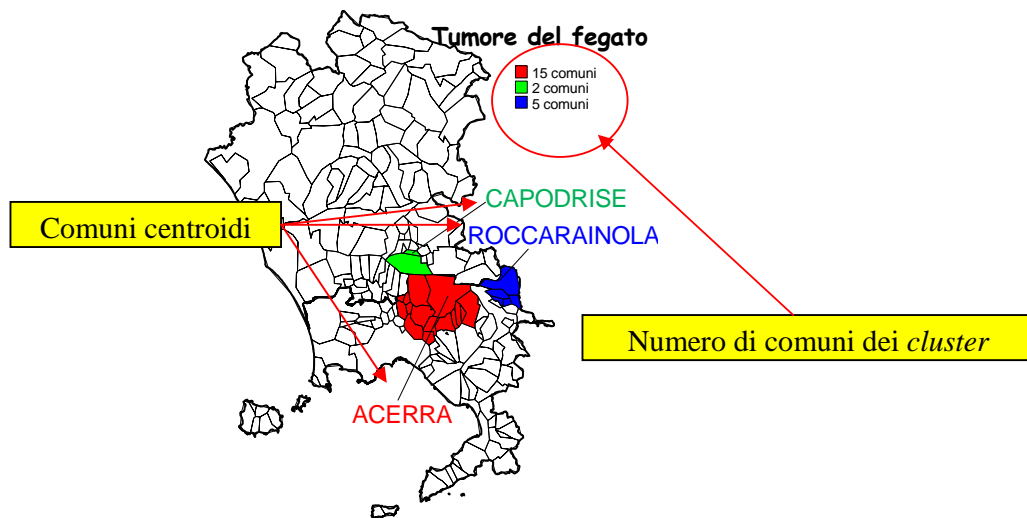 Tumore del fegato
15 comuni
2 comuni
5 comuni
CAPODRISE
Comuni centroidi
ROCCARAINOLA
Numero di comuni dei cluster
ACERRA